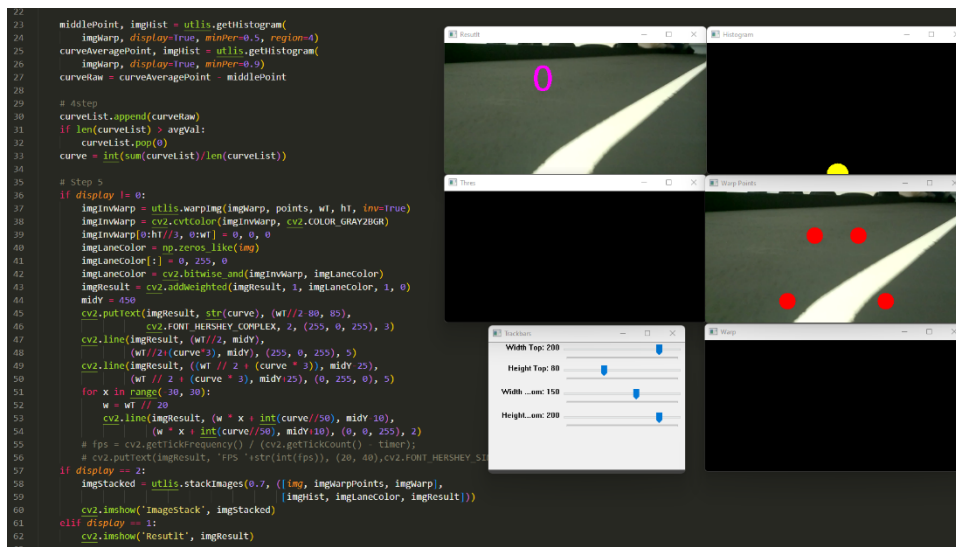 22
23 middlePoint, imgHist = utlis.getHistogram(
24 imgWarp, display=True, minPer=0.5, region=4)
25 curveAveragePoint, imgHist = utlis.getHistogram(
26 imgWarp, display=True, minPer=0.9)
27 curveRaw = curveAveragePoint - middlePoint
28
29 # 4step
30 curveList.append(curveRaw)
31 if len(curveList) > avgVal:
32 curveList.pop(0)
33 curve = int(sum(curveList)/len(curveList))
34
35 # Step 5
36 if display != 0:
37 imgInvWarp = utlis.warpImg(imgWarp, points, wT, hT, inv=True)
38 imgInvWarp = cv2.cvtColor(imgInvWarp, cv2.COLOR_GRAY2BGR)
39 imgInvWarp[0:hT//3, 0:wT] = 0, 0, 0
40 imgLaneColor = np.zeros_like(img)
41 imgLaneColor[:] = 0, 255, 0
42 imgLaneColor = cv2.bitwise_and(imgInvWarp, imgLaneColor)
43 imgResult = cv2.addWeighted(imgResult, 1, imgLaneColor, 1, 0)
44 midY = 450
45 cv2.putText(imgResult, str(curve), (wT//2-80, 85),
46 cv2.FONT_HERSHEY_COMPLEX, 2, (255, 0, 255), 3)
47 cv2.line(imgResult, (wT//2, midY),
48 (wT//2+(curve*3), midY), (255, 0, 255), 5)
49 cv2.line(imgResult, ((wT // 2 + (curve * 3)), midY-25),
50 (wT // 2 + (curve * 3), midY+25), (0, 255, 0), 5)
51 for x in range(-30, 30):
52 w = wT // 20
53 cv2.line(imgResult, (w * x + int(curve//50), midY-10),
54 (w * x + int(curve//50), midY+10), (0, 0, 255), 2)
55 # fps = cv2.getTickFrequency() / (cv2.getTickCount() - timer);
56 # cv2.putText(imgResult, 'FPS '+str(int(fps)), (20, 40),cv2.FONT_HERSHEY_SI
57 if display == 2:
58 imgStacked = utlis.stackImages(0.7, ([img, imgWarpPoints, imgWarp],
59 [imgHist, imgLaneColor, imgResult]))
60 cv2.imshow('ImageStack', imgStacked)
61 elif display == 1:
62 cv2.imshow('Resutlt', imgResult)
Resutlt
0
Histogram
Thres
Warp Points
Trackbars
Width Top: 200
Height Top: 80
Width ...om: 150
Height...om: 200
Warp